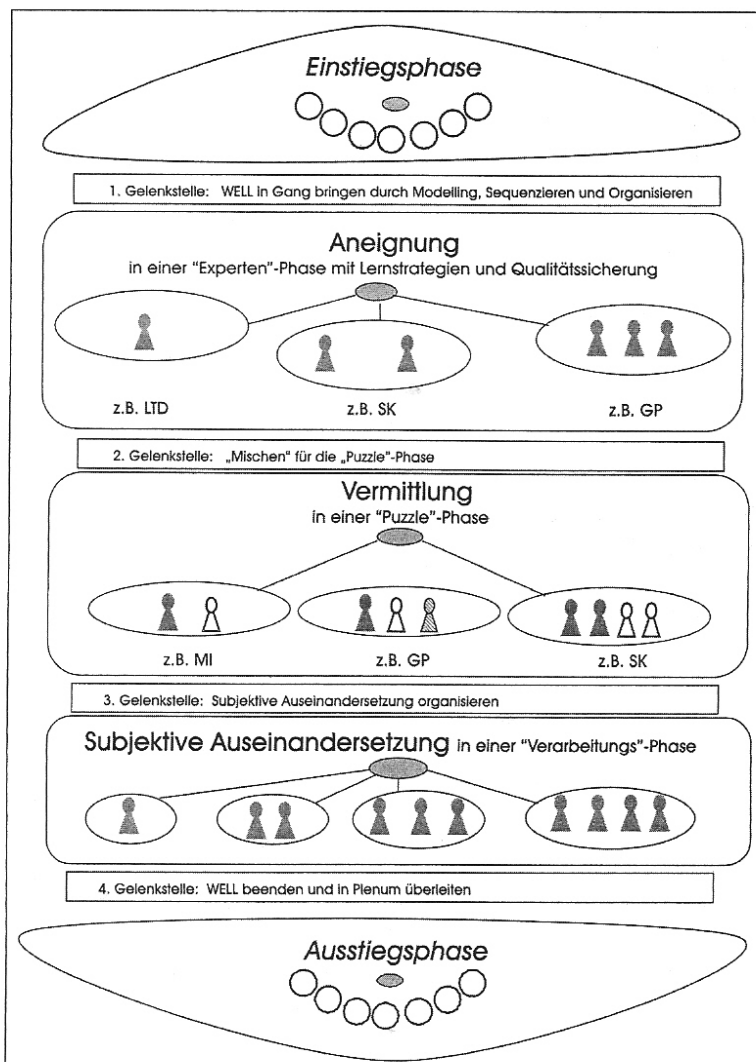 Einstiegsphase
1. Gelenkstelle: WELL in Gang bringen durch Modelling, Sequenzieren und Organisieren
Aneignung
in einer "Experten"-Phase mit Lernstrategien und Qualitätssicherung
z.B. LTD z.B. SK z.B. GP
2. Gelenkstelle: „Mischen" für die „Puzzle"-Phase
Vermittlung
in einer "Puzzle"-Phase
z.B. MI z.B. GP z.B. SK
3. Gelenkstelle: Subjektive Auseinandersetzung organisieren
Subjektive Auseinandersetzung in einer "Verarbeitungs"-Phase
4. Gelenkstelle: WELL beenden und in Plenum überleiten
Ausstiegsphase